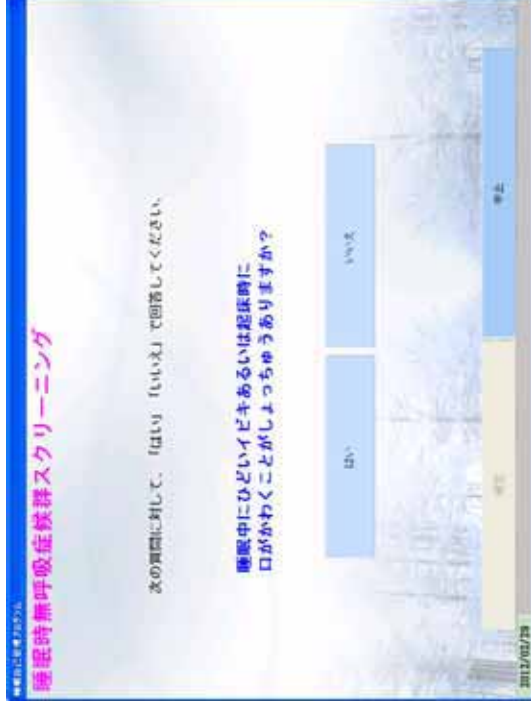 睡眠時無呼吸症候群スクリーニング
次の質問に対して、「はい」「いいえ」で回答してください。
睡眠中にひどいイビキあるいは起床時に
口がかわくことがしょっちゅうありますか？
はい
いいえ
中止
2012/02/28